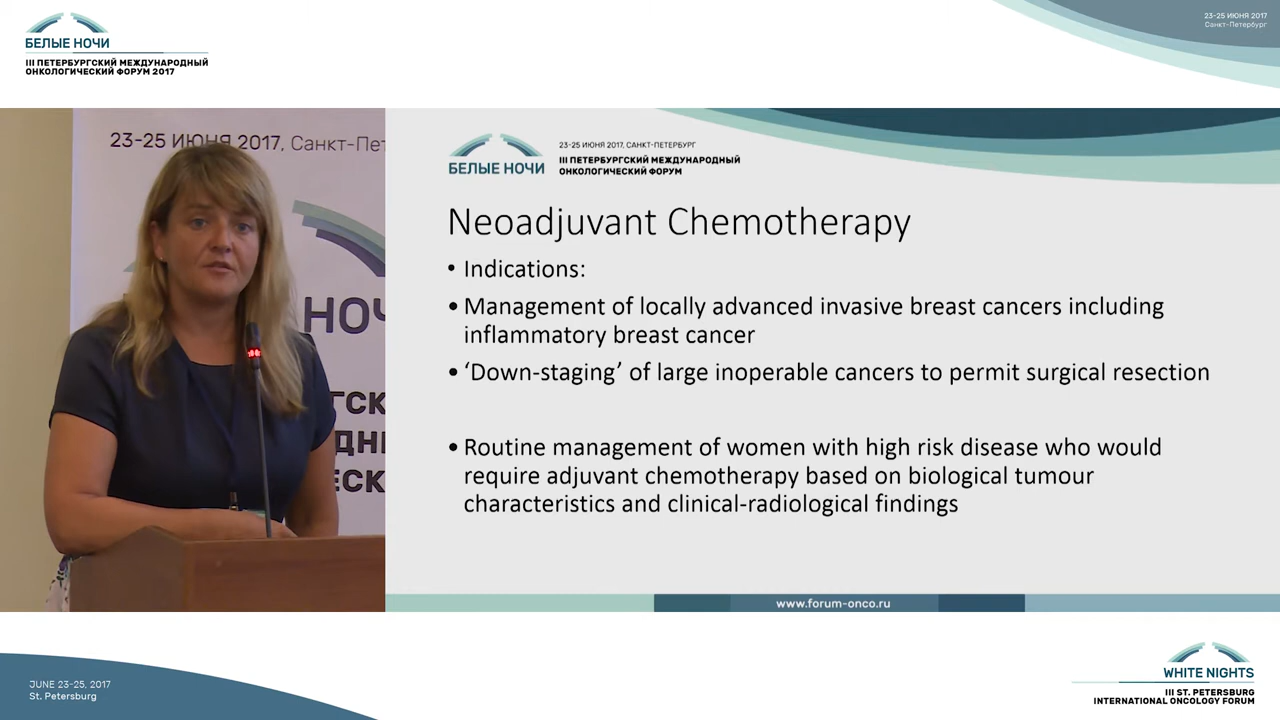 БЕЛЫЕ НОЧИ
III ПЕТЕРБУРГСКИЙ МЕЖДУНАРОДНЫЙ
ОНКОЛОГИЧЕСКИЙ ФОРУМ 2017
23-25 ИЮНЯ 2017
Санкт-Петербург
23-25 ИЮНЯ 2017, Санкт-Пет
НОЧ
ГСК
ДН
ЕСК
БЕЛЫЕ НОЧИ
23-25 ИЮНЯ 2017, САНКТ-ПЕТЕРБУРГ
III ПЕТЕРБУРГСКИЙ МЕЖДУНАРОДНЫЙ
ОНКОЛОГИЧЕСКИЙ ФОРУМ
Neoadjuvant Chemotherapy
• Indications:
• Management of locally advanced invasive breast cancers including
inflammatory breast cancer
• ‘Down-staging’ of large inoperable cancers to permit surgical resection
• Routine management of women with high risk disease who would
require adjuvant chemotherapy based on biological tumour
characteristics and clinical-radiological findings
www.forum-onco.ru
JUNE 23-25, 2017
St. Petersburg
WHITE NIGHTS
III ST. PETERSBURG
INTERNATIONAL ONCOLOGY FORUM